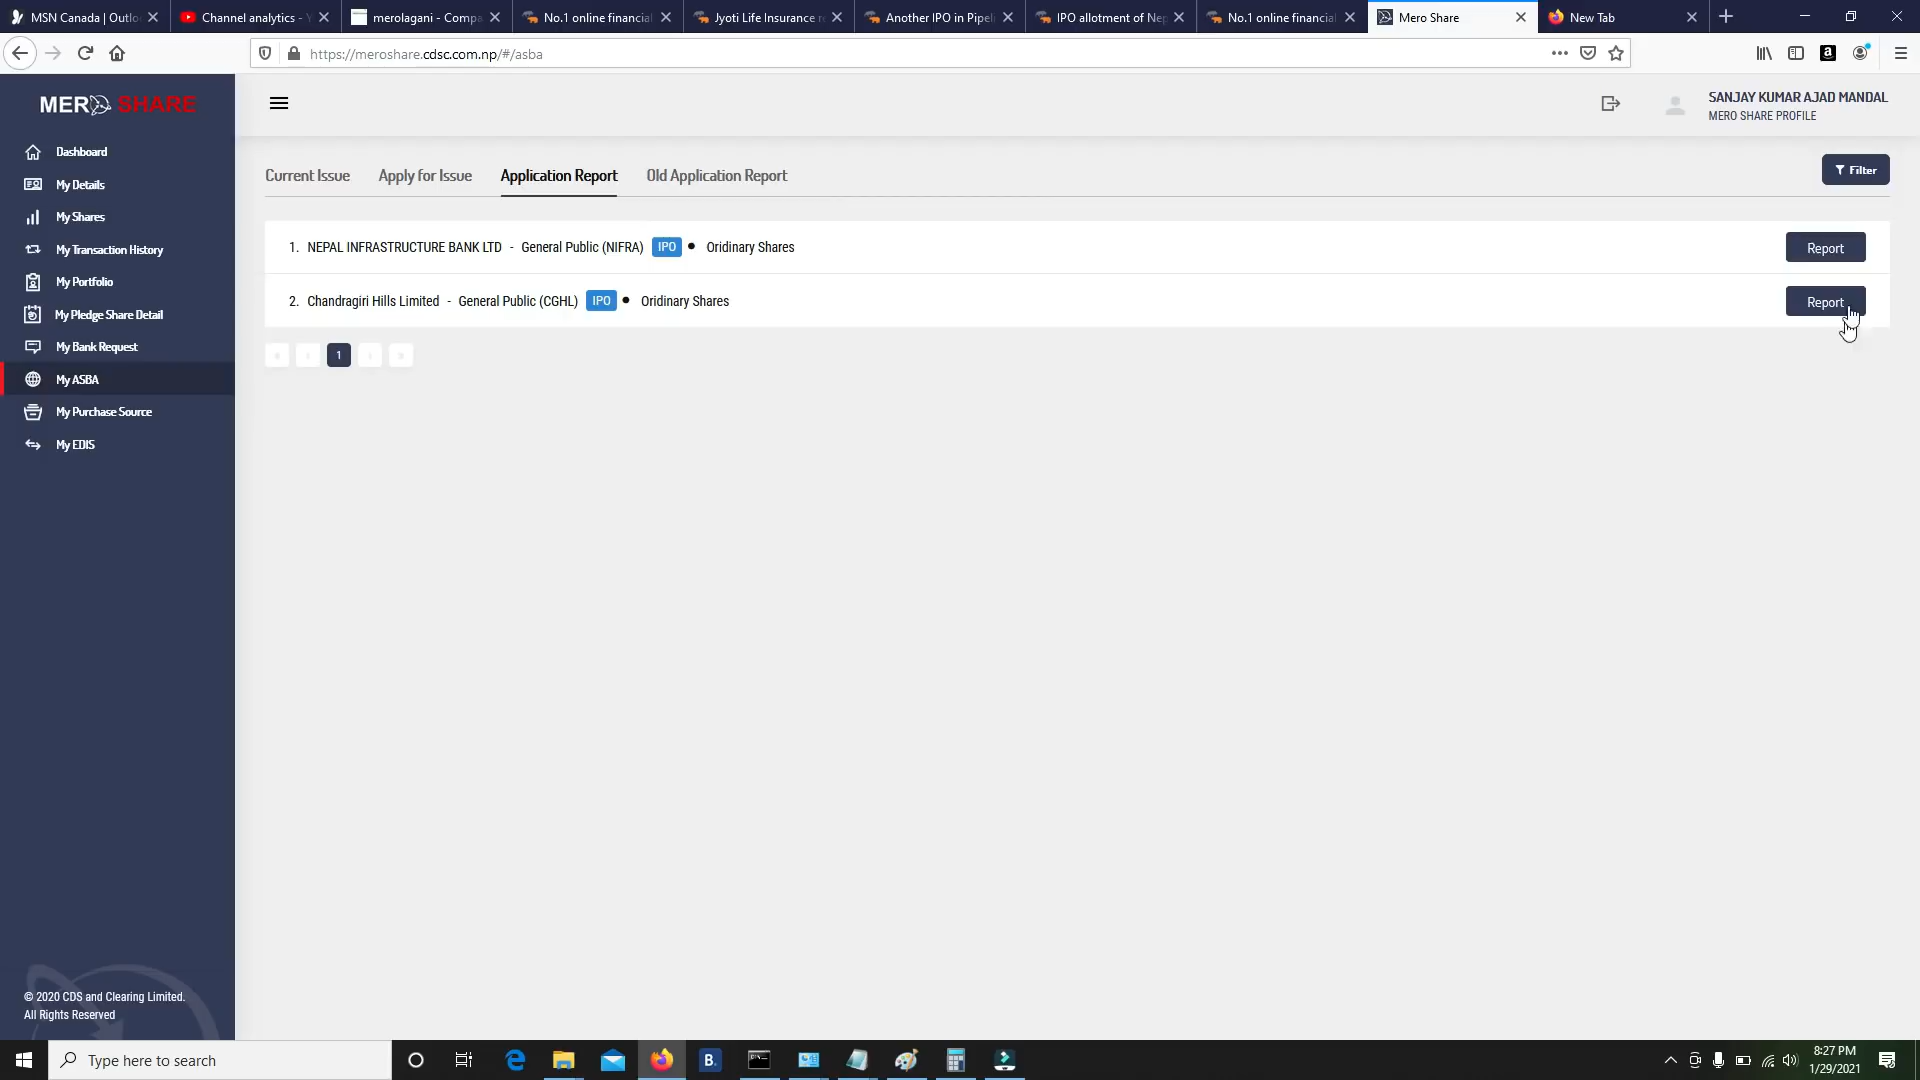 MSN Canada | Outlo
Channel analytics - Y
merolagani - Compa
No.1 online financial
Jyoti Life Insurance re
Another IPO in Pipeli
IPO allotment of Nep
No.1 online financial
Mero Share
New Tab
https://meroshare.cdsc.com.np/#/asba
MERO SHARE
SANJAY KUMAR AJAD MANDAL
MERO SHARE PROFILE
Dashboard
My Details
My Shares
My Transaction History
My Portfolio
My Pledge Share Detail
My Bank Request
My ASBA
My Purchase Source
My EDIS
Current Issue Apply for Issue Application Report Old Application Report
Filter
1. NEPAL INFRASTRUCTURE BANK LTD - General Public (NIFRA) IPO • Oridinary Shares Report
2. Chandragiri Hills Limited - General Public (CGHL) IPO • Oridinary Shares Report
1
© 2020 CDS and Clearing Limited.
All Rights Reserved
Type here to search
B.
8:27 PM
1/29/2021